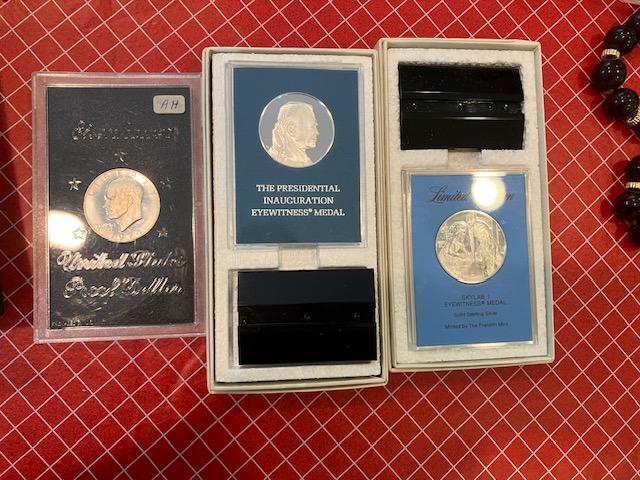 AH
Eisenhower
United States
Proof Dollar
THE PRESIDENTIAL
INAUGURATION
EYEWITNESS® MEDAL
Limited Edition
SKYLAB I
EYEWITNESS® MEDAL
Solid Sterling Silver
Minted by The Franklin Mint